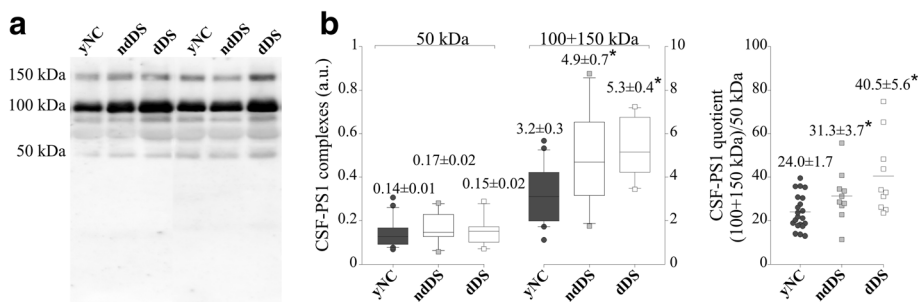 a
yNC ndDS dDS yNC ndDS dDS
150 kDa
100 kDa
50 kDa
b
50 kDa
100+150 kDa
CSF-PS1 complexes (a.u.)
1
0.8
0.6
0.4
0.2
0
0.14±0.01
0.17±0.02
0.15±0.02
3.2±0.3
4.9±0.7*
5.3±0.4*
10
8
6
4
2
0
yNC ndDS dDS yNC ndDS dDS
CSF-PS1 quotient
(100+150 kDa)/50 kDa
100
80
60
40
20
0
24.0±1.7
31.3±3.7*
40.5±5.6*
yNC ndDS dDS